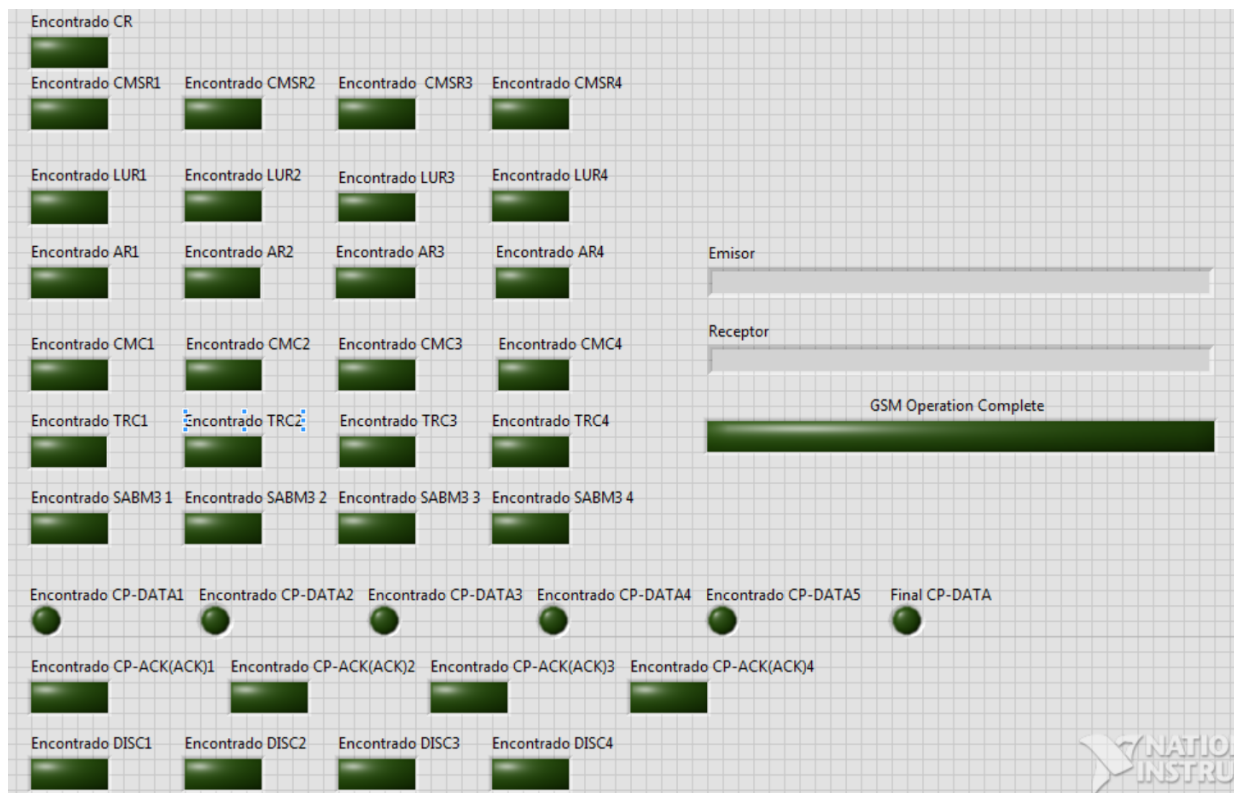 Encontrado CR
Encontrado CMSR1 Encontrado CMSR2 Encontrado CMSR3 Encontrado CMSR4
Encontrado LUR1 Encontrado LUR2 Encontrado LUR3 Encontrado LUR4
Encontrado AR1 Encontrado AR2 Encontrado AR3 Encontrado AR4
Emisor
Receptor
Encontrado CMC1 Encontrado CMC2 Encontrado CMC3 Encontrado CMC4
GSM Operation Complete
Encontrado TRC1 Encontrado TRC2 Encontrado TRC3 Encontrado TRC4
Encontrado SABM3 1 Encontrado SABM3 2 Encontrado SABM3 3 Encontrado SABM3 4
Encontrado CP-DATA1 Encontrado CP-DATA2 Encontrado CP-DATA3 Encontrado CP-DATA4 Encontrado CP-DATA5 Final CP-DATA
Encontrado CP-ACK(ACK)1 Encontrado CP-ACK(ACK)2 Encontrado CP-ACK(ACK)3 Encontrado CP-ACK(ACK)4
Encontrado DISC1 Encontrado DISC2 Encontrado DISC3 Encontrado DISC4
NATIO
INSTRU